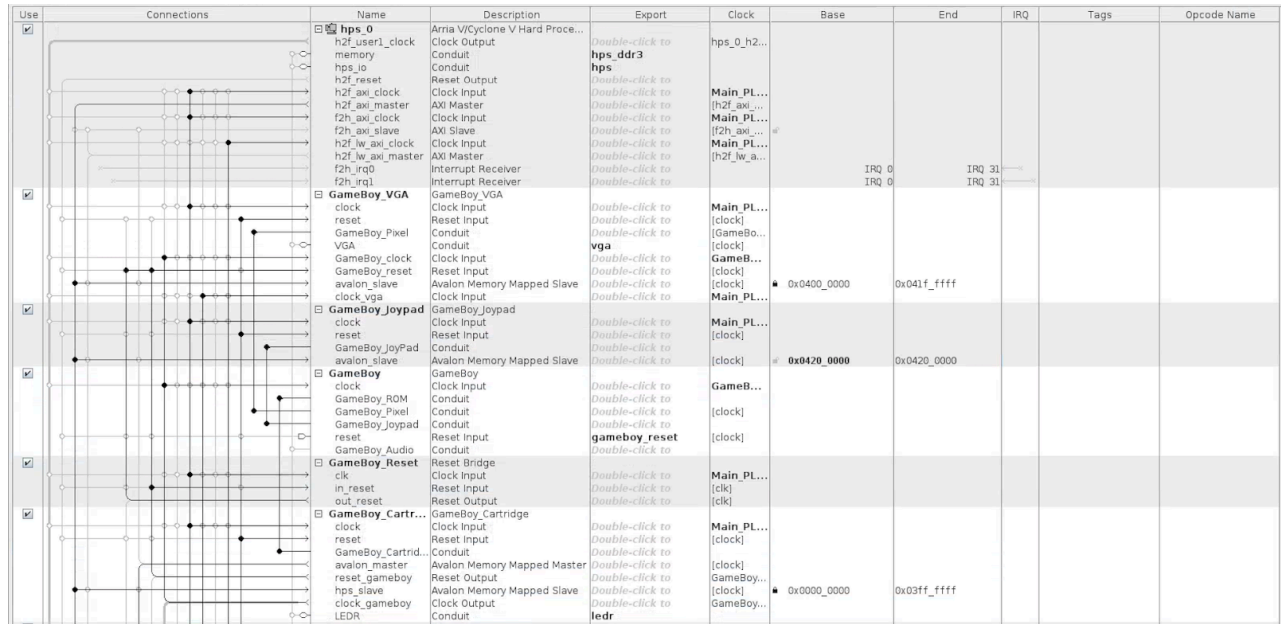 Use Connections Name Description Export Clock Base End IRQ Tags Opcode Name
hps_0 Arria V/Cyclone V Hard Proce...
h2f_user1_clock Clock Output Double-click to hps_0_h2...
memory Conduit hps_ddr3
hps_io Conduit hps
h2f_reset Reset Output Double-click to
h2f_axi_clock Clock Input Double-click to Main_PL...
h2f_axi_master AXI Master Double-click to [h2f_axi_...
f2h_axi_clock Clock Input Double-click to Main_PL...
f2h_axi_slave AXI Slave Double-click to [f2h_axi_...
h2f_lw_axi_clock Clock Input Double-click to Main_PL...
h2f_lw_axi_master AXI Master Double-click to [h2f_lw_a...
f2h_irq0 Interrupt Receiver Double-click to IRQ 0 IRQ 31
f2h_irq1 Interrupt Receiver Double-click to IRQ 0 IRQ 31
GameBoy_VGA GameBoy_VGA
clock Clock Input Double-click to Main_PL...
reset Reset Input Double-click to [clock]
GameBoy_Pixel Conduit Double-click to [GameBo...
VGA Conduit vga [clock]
GameBoy_clock Clock Input Double-click to GameB...
GameBoy_reset Reset Input Double-click to [clock]
avalon_slave Avalon Memory Mapped Slave Double-click to [clock] 0x0400_0000 0x041f_ffff
clock_vga Clock Input Double-click to Main_PL...
GameBoy_Joypad GameBoy_Joypad
clock Clock Input Double-click to Main_PL...
reset Reset Input Double-click to [clock]
GameBoy_JoyPad Conduit Double-click to
avalon_slave Avalon Memory Mapped Slave Double-click to [clock] 0x0420_0000 0x0420_0000
GameBoy GameBoy
clock Clock Input Double-click to GameB...
GameBoy_ROM Conduit Double-click to
GameBoy_Pixel Conduit Double-click to [clock]
GameBoy_Joypad Conduit Double-click to
reset Reset Input gameboy_reset [clock]
GameBoy_Audio Conduit Double-click to
GameBoy_Reset Reset Bridge
clk Clock Input Double-click to Main_PL...
in_reset Reset Input Double-click to [clk]
out_reset Reset Output Double-click to [clk]
GameBoy_Cartr... GameBoy_Cartridge
clock Clock Input Double-click to Main_PL...
reset Reset Input Double-click to [clock]
GameBoy_Cartrid... Conduit Double-click to
avalon_master Avalon Memory Mapped Master Double-click to [clock]
reset_gameboy Reset Output Double-click to GameBoy...
hps_slave Avalon Memory Mapped Slave Double-click to [clock] 0x0000_0000 0x03ff_ffff
clock_gameboy Clock Output Double-click to GameBoy...
LEDR Conduit ledr